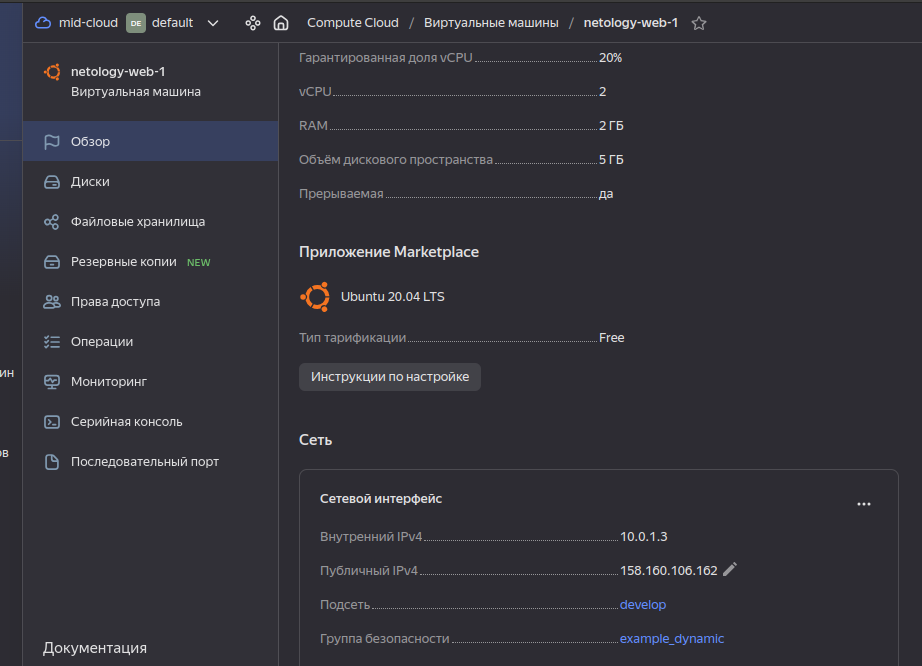 mid-cloud DE default Compute Cloud / Виртуальные машины / netology-web-1
netology-web-1
Виртуальная машина
Обзор
Диски
Файловые хранилища
Резервные копии NEW
Права доступа
Операции
Мониторинг
Серийная консоль
Последовательный порт
Документация
ин
ов
Гарантированная доля vCPU 20%
vCPU 2
RAM 2 ГБ
Объём дискового пространства 5 ГБ
Прерываемая да
Приложение Marketplace
Ubuntu 20.04 LTS
Тип тарификации Free
Инструкции по настройке
Сеть
Сетевой интерфейс
Внутренний IPv4 10.0.1.3
Публичный IPv4 158.160.106.162
Подсеть develop
Группа безопасности example_dynamic